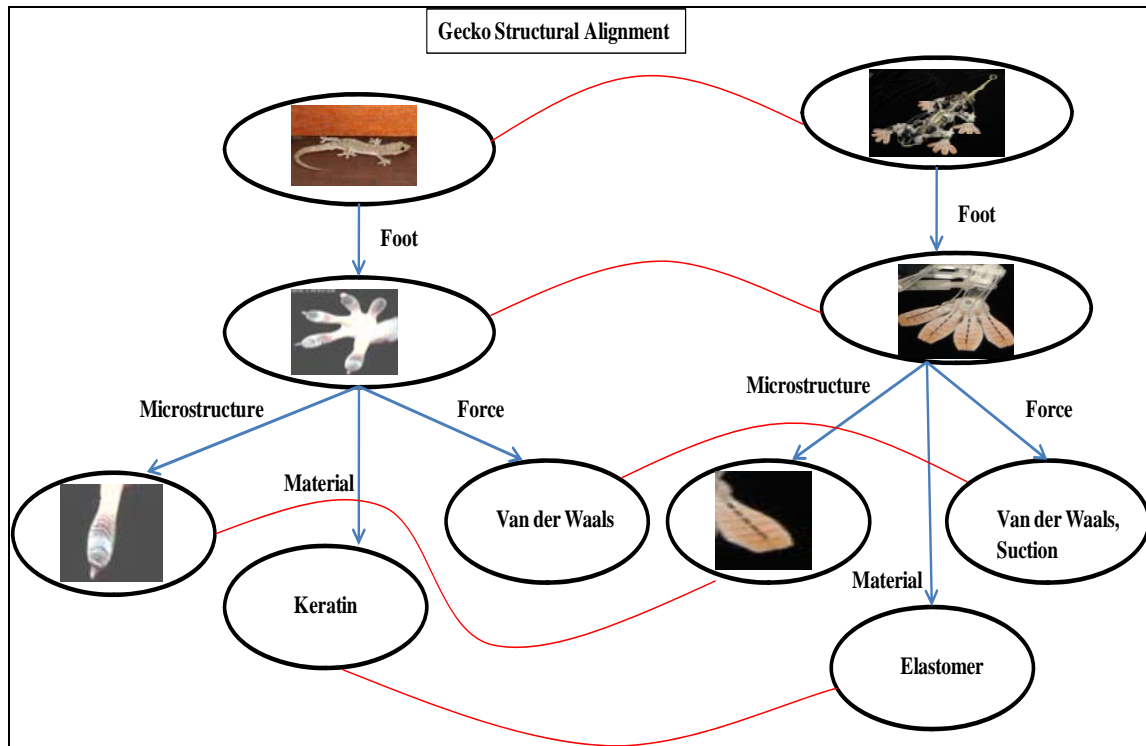 Gecko Structural Alignment
Foot
Foot
Microstructure
Force
Material
Van der Waals
Keratin
Microstructure
Force
Material
Van der Waals,
Suction
Elastomer